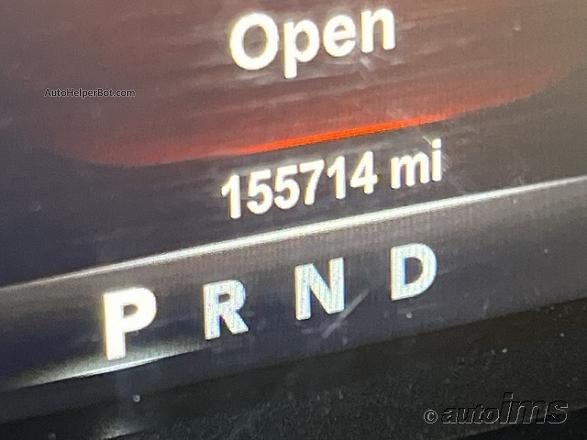 Open
AutoHelperBot.com
155714 mi
P R N D
© autoims